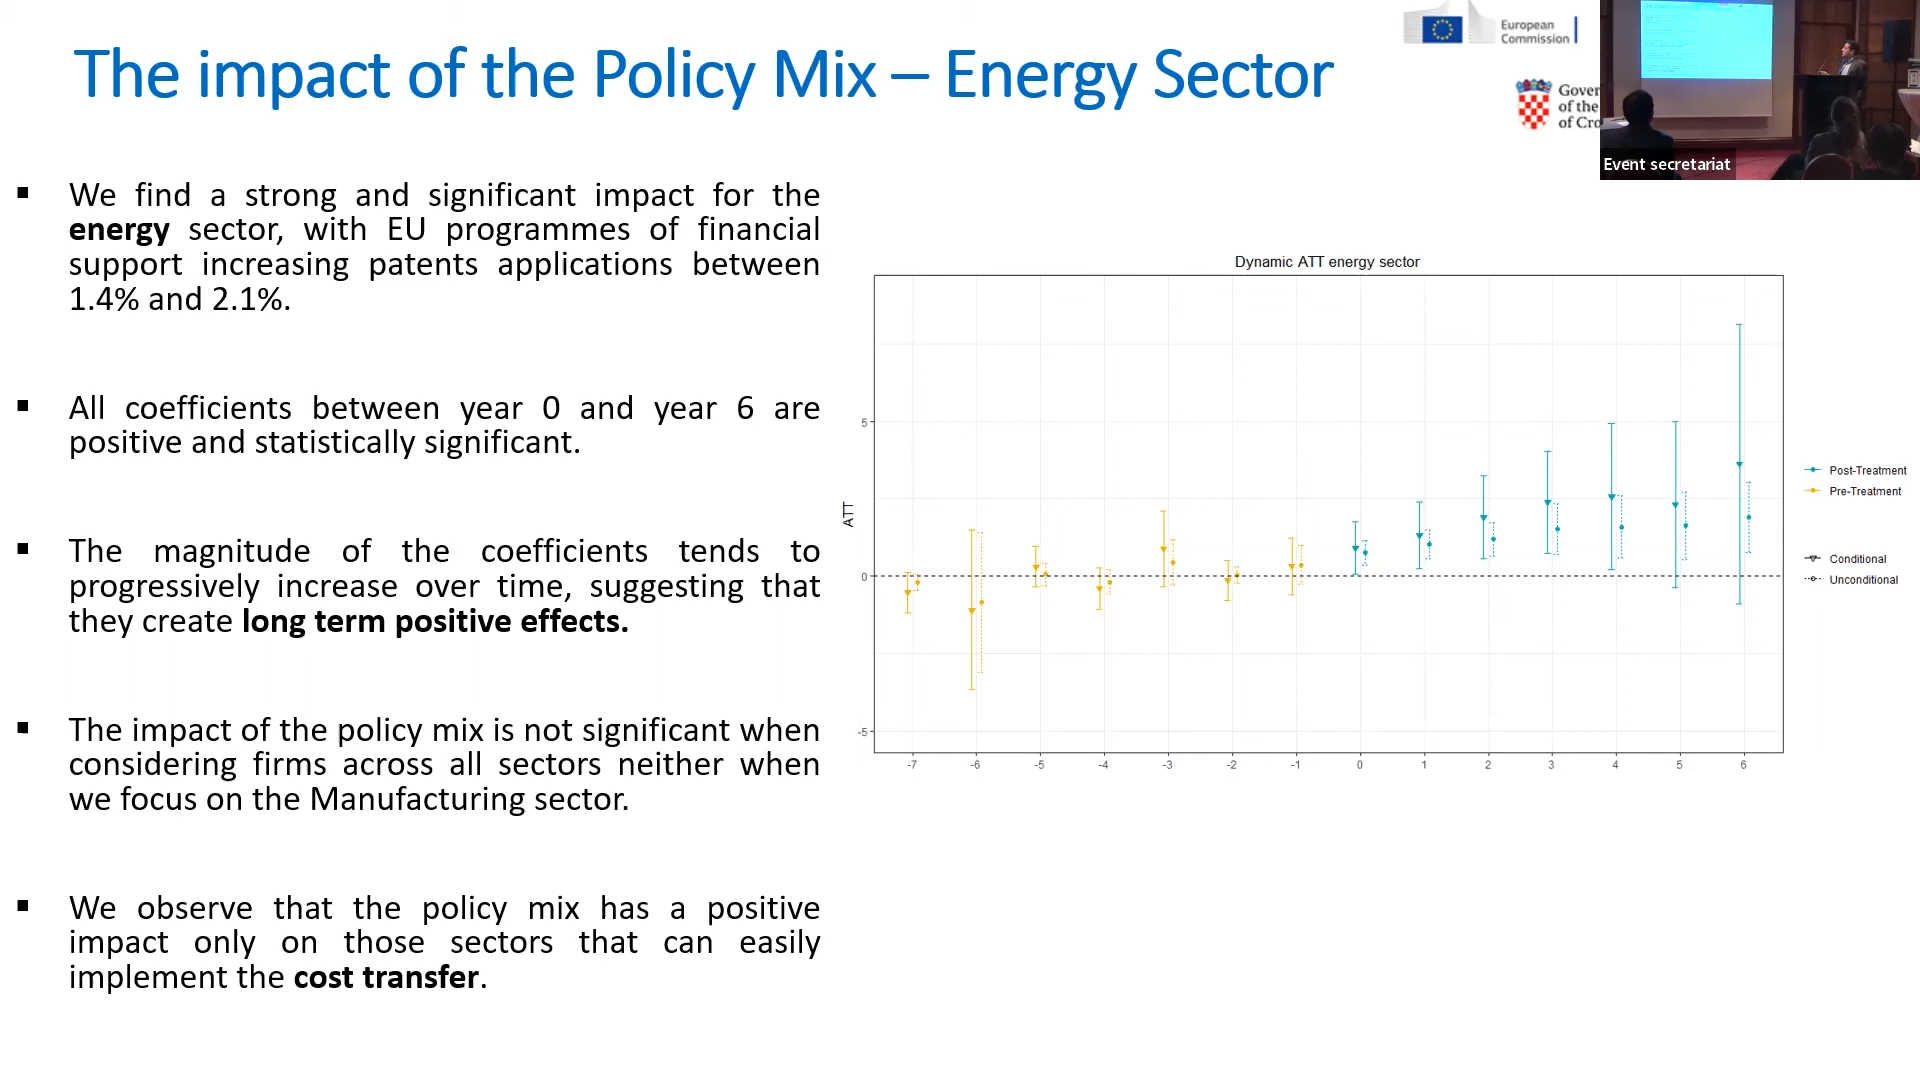 The impact of the Policy Mix – Energy Sector
European
Commission
Gover
of the
of Cro
Event secretariat
▪ We find a strong and significant impact for the
energy sector, with EU programmes of financial
support increasing patents applications between
1.4% and 2.1%.
▪ All coefficients between year 0 and year 6 are
positive and statistically significant.
▪ The magnitude of the coefficients tends to
progressively increase over time, suggesting that
they create long term positive effects.
▪ The impact of the policy mix is not significant when
considering firms across all sectors neither when
we focus on the Manufacturing sector.
▪ We observe that the policy mix has a positive
impact only on those sectors that can easily
implement the cost transfer.
Dynamic ATT energy sector
ATT
5
0
-5
-7 -6 -5 -4 -3 -2 -1 0 1 2 3 4 5 6
Post-Treatment
Pre-Treatment
Conditional
Unconditional